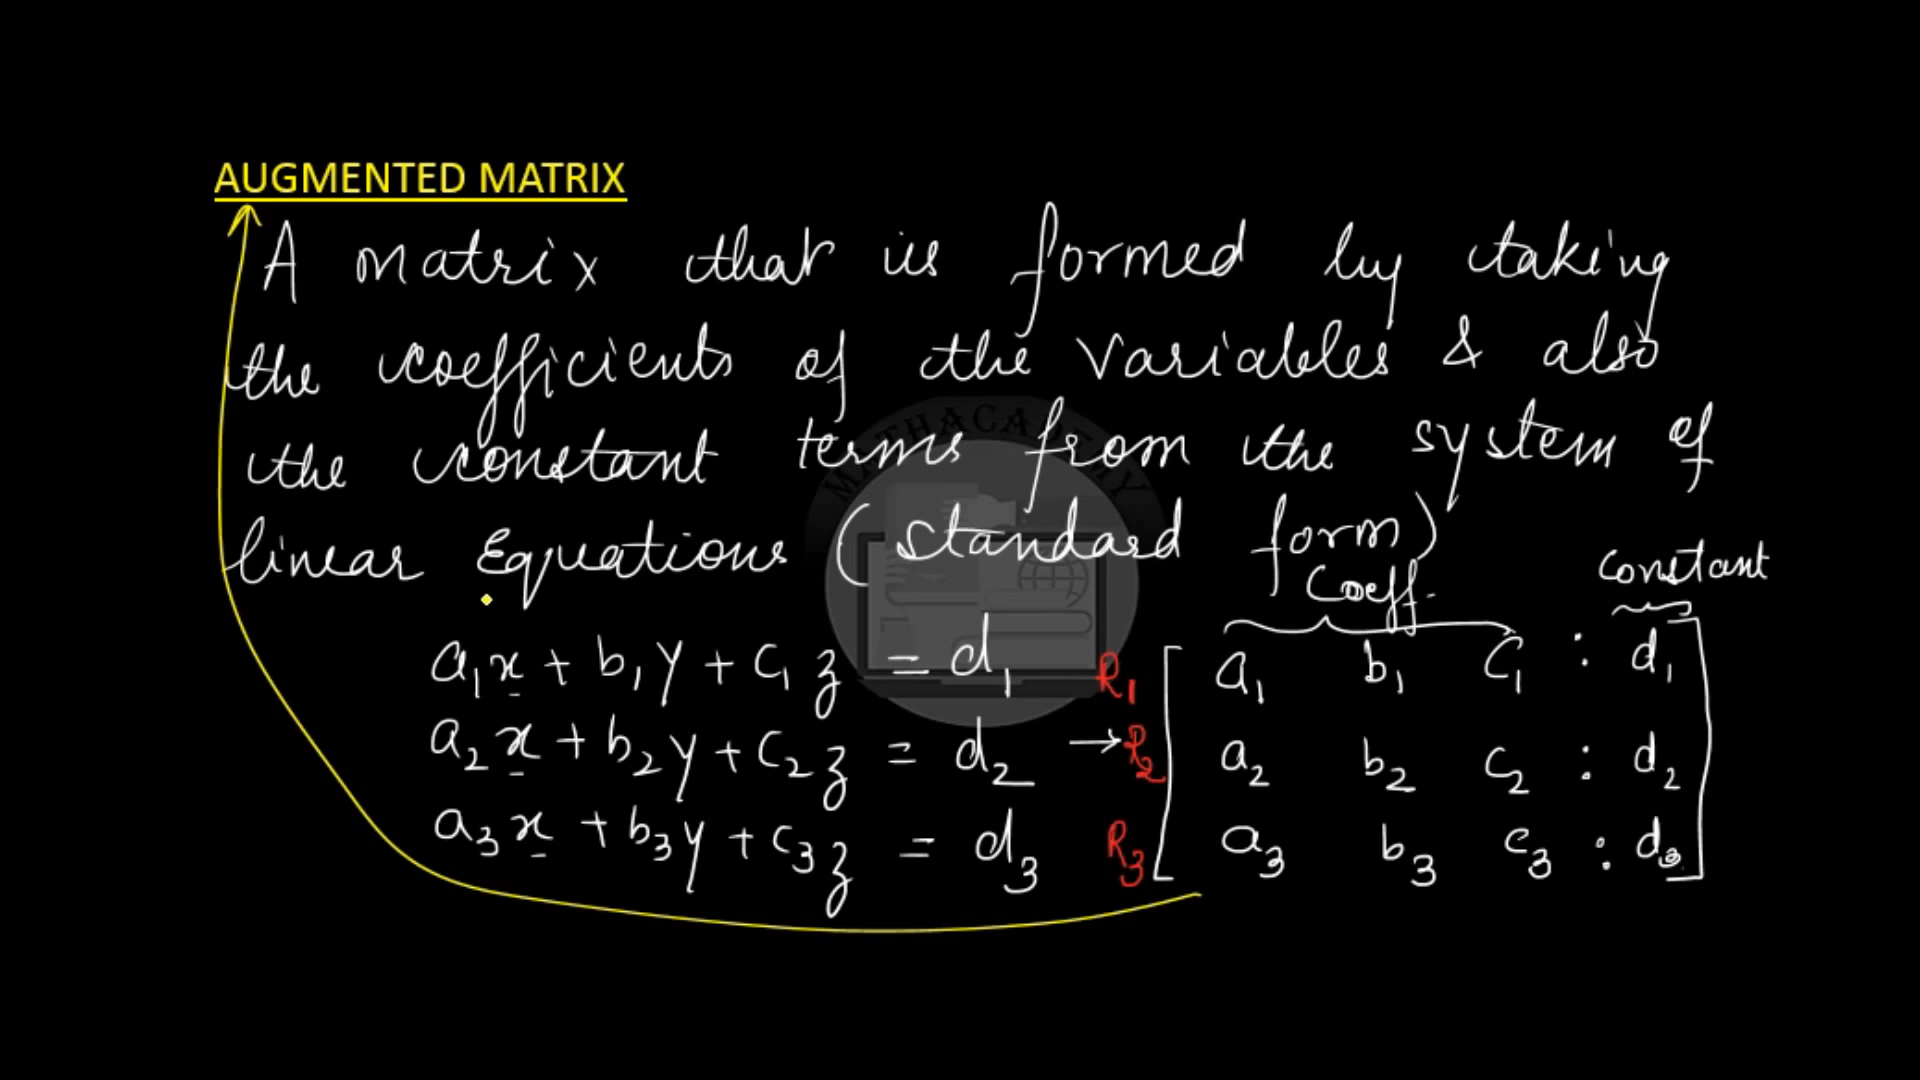 AUGMENTED MATRIX
A matrix that is formed by taking
the coefficients of the variables & also
MATHACADEMY
the constant terms from the system of
linear Equations (standard form)
Coeff.
constant
a₁x + b₁y + c₁z = d₁ R₁ [ a₁ b₁ c₁ : d₁ ]
a₂x + b₂y + c₂z = d₂ → R₂ [ a₂ b₂ c₂ : d₂ ]
a₃x + b₃y + c₃z = d₃ R₃ [ a₃ b₃ c₃ : d₃ ]